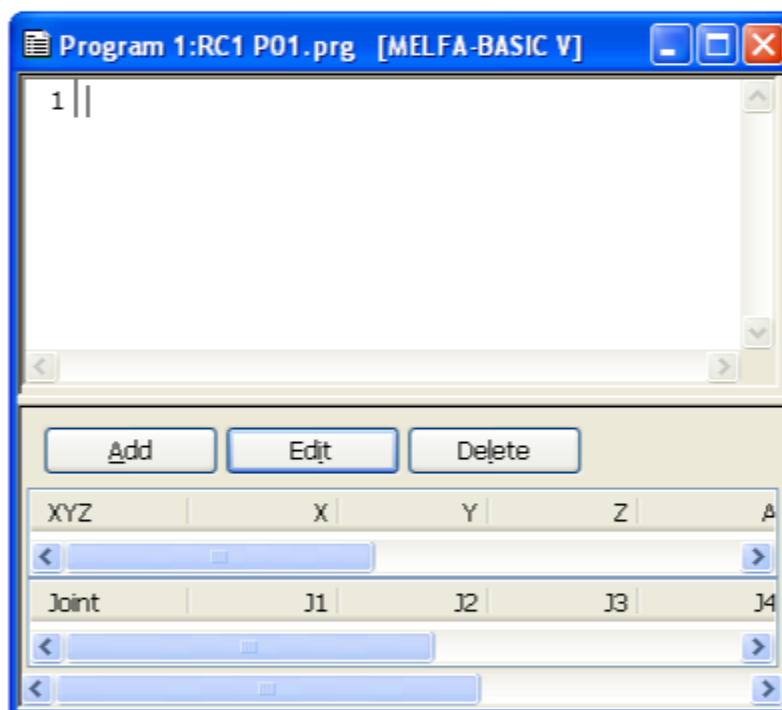 Program 1:RC1 P01.prg [MELFA-BASIC V]
1
Add Edit Delete
XYZ X Y Z A
Joint J1 J2 J3 J4